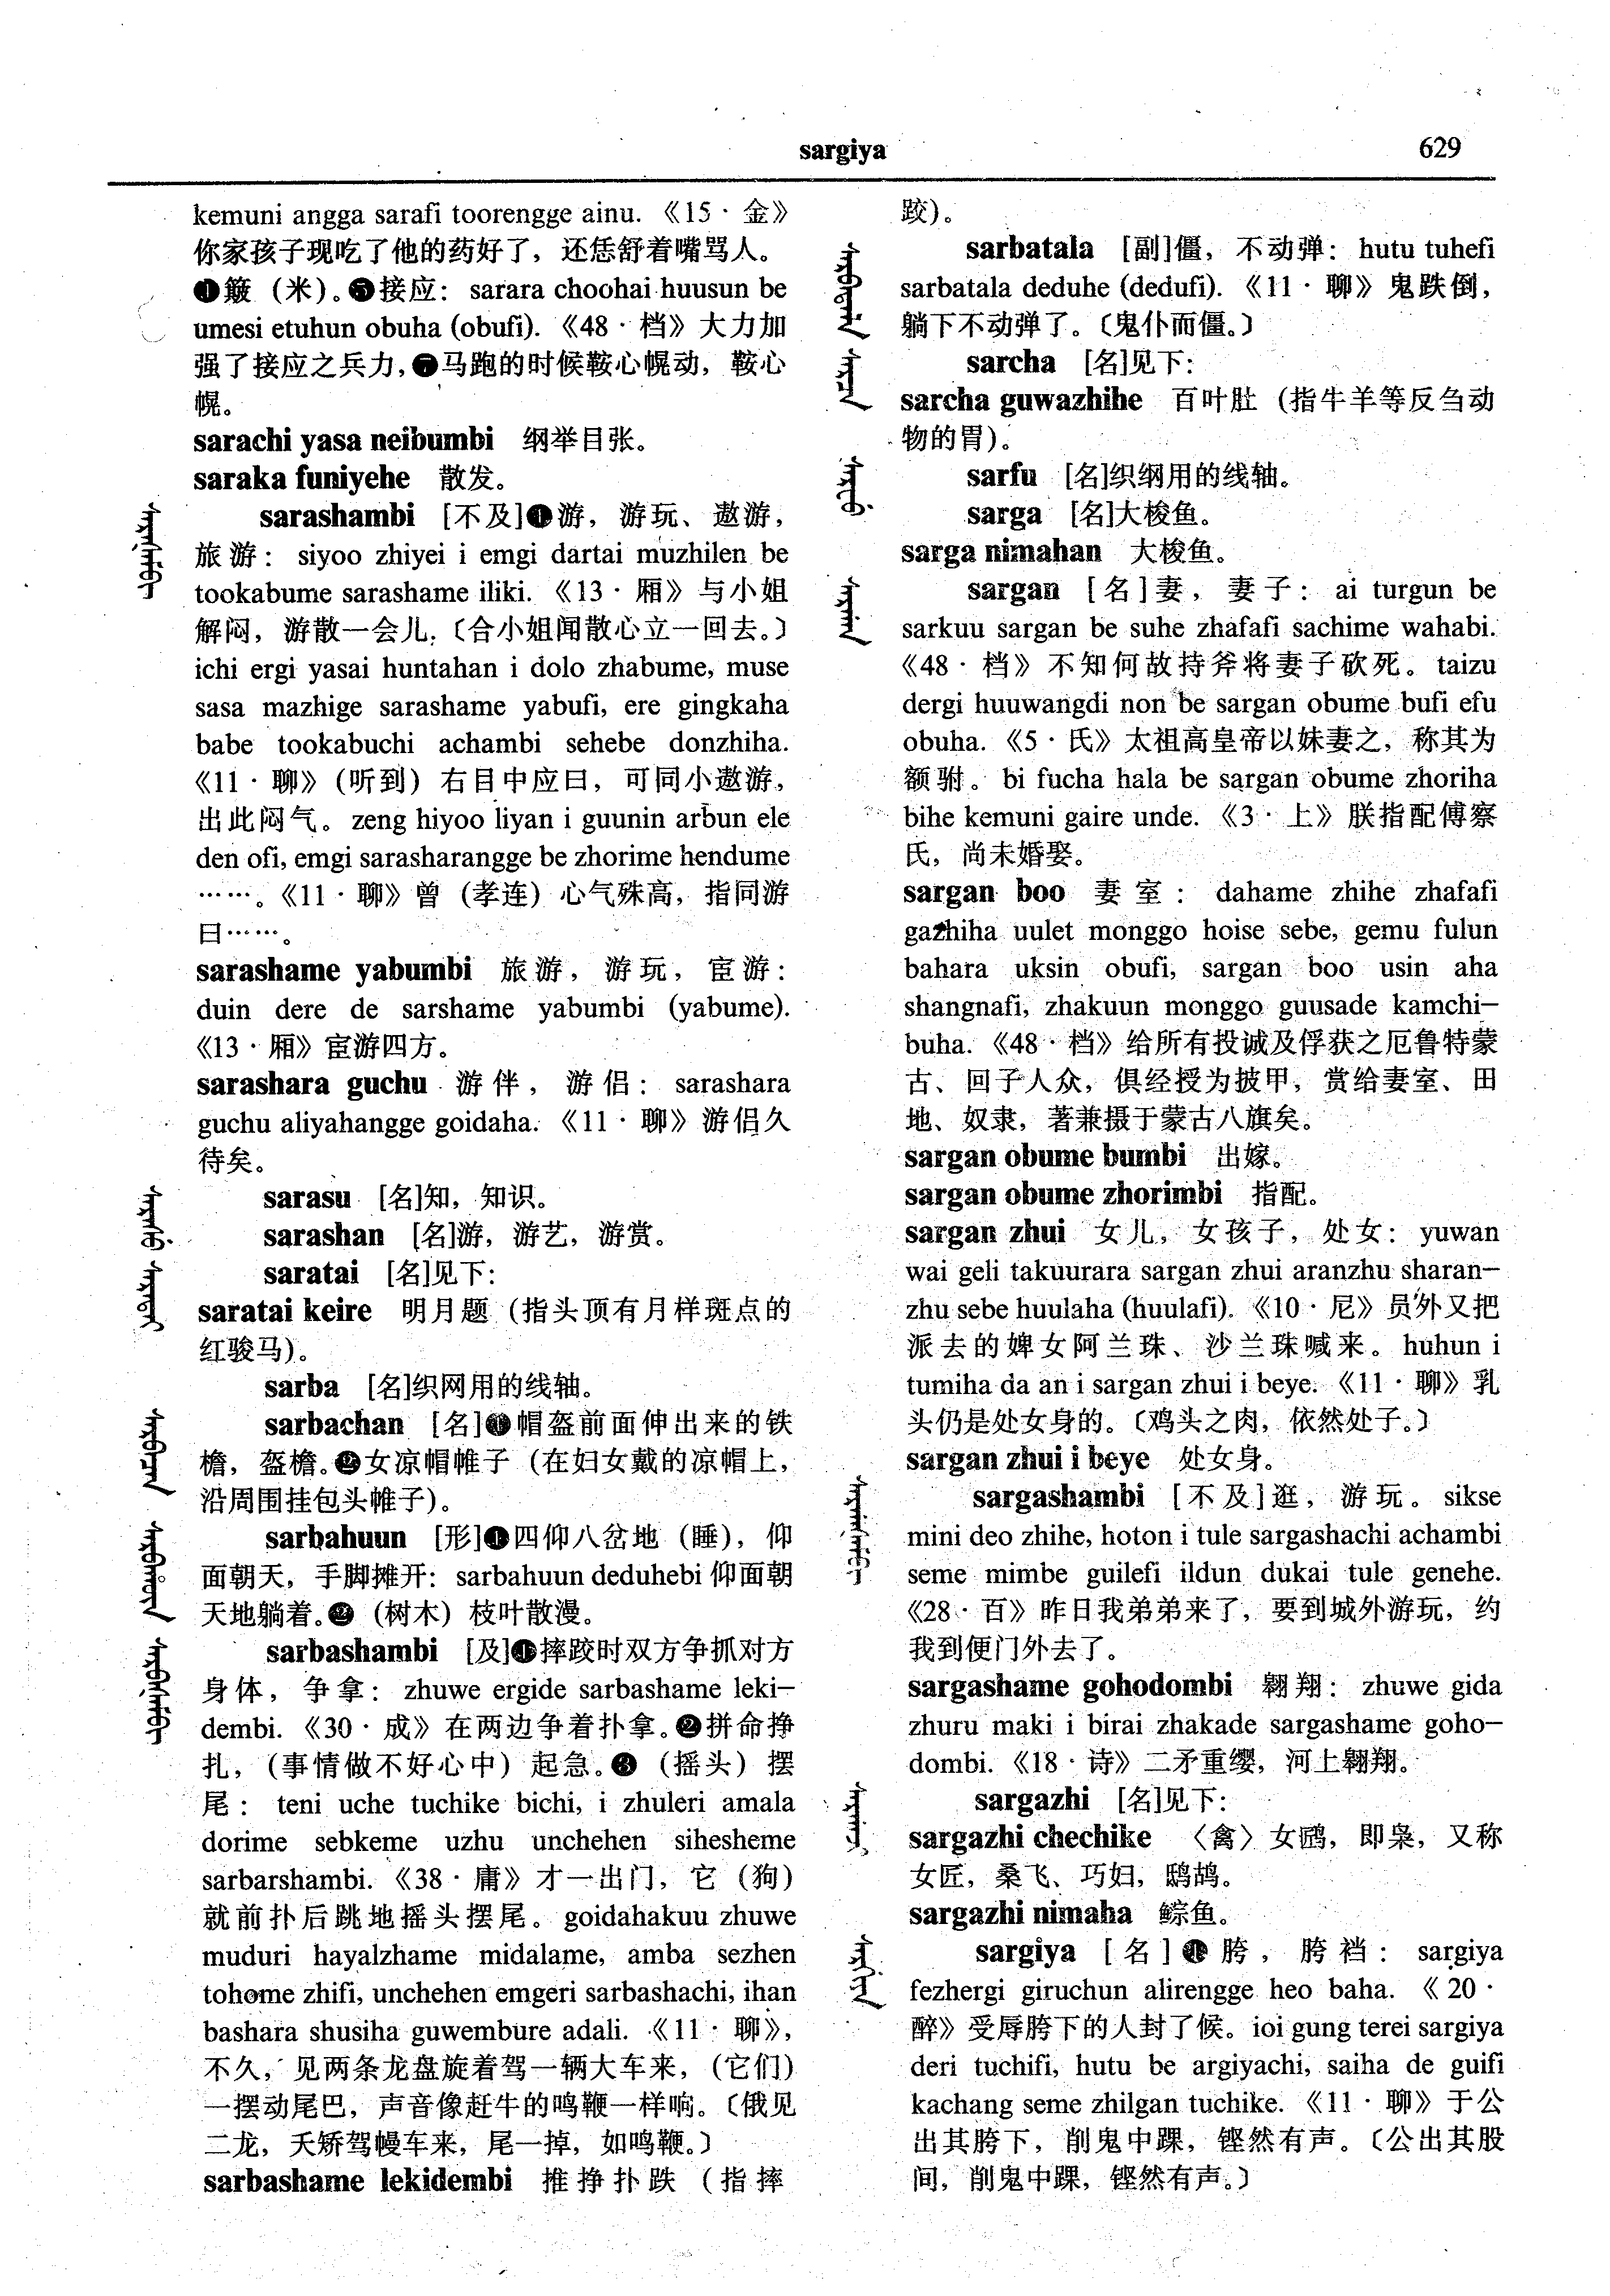 sargiya
629
kemuni angga sarafi toorengge ainu. 《15 · 金》
你家孩子现吃了他的药好了，还恁舒着嘴骂人。
簸（米）。❺接应： sarara choohai huusun be
umesi etuhun obuha (obufi). 《48 · 档》大力加
强了接应之兵力，❼马跑的时候鞍心幌动，鞍心
幌。
sarachi yasa neibumbi 纲举目张。
saraka funiyehe 散发。
sarashambi [不及]❶游，游玩、遨游，
旅游： siyoo zhiyei i emgi dartai muzhilen be
tookabume sarashame iliki. 《13 · 厢》与小姐
解闷，游散一会儿.〔合小姐闻散心立一回去。〕
ichi ergi yasai huntahan i dolo zhabume, muse
sasa mazhige sarashame yabufi, ere gingkaha
babe tookabuchi achambi sehebe donzhiha.
《11 · 聊》（听到）右目中应曰，可同小遨游，
出此闷气。zeng hiyoo liyan i guunin arbun ele
den ofi, emgi sarasharangge be zhorime hendume
……。《11 · 聊》曾（孝连）心气殊高，指同游
曰……。
sarashame yabumbi 旅游，游玩，宦游：
duin dere de sarshame yabumbi (yabume).
《13 · 厢》宦游四方。
sarashara guchu 游伴，游侣： sarashara
guchu aliyahangge goidaha. 《11 · 聊》游侣久
待矣。
sarasu [名]知，知识。
sarashan [名]游，游艺，游赏。
saratai [名]见下：
saratai keire 明月题（指头顶有月样斑点的
红骏马）。
sarba [名]织网用的线轴。
sarbachan [名]❶帽盔前面伸出来的铁
檐，盔檐。❷女凉帽帷子（在妇女戴的凉帽上，
沿周围挂包头帷子）。
sarbahuun [形]❶四仰八岔地（睡），仰
面朝天，手脚摊开： sarbahuun deduhebi 仰面朝
天地躺着。❷（树木）枝叶散漫。
sarbashambi [及]❶摔跤时双方争抓对方
身体，争拿： zhuwe ergide sarbashame leki—
dembi. 《30 · 成》在两边争着扑拿。❷拼命挣
扎，（事情做不好心中）起急。❸（摇头）摆
尾： teni uche tuchike bichi, i zhuleri amala
dorime sebkeme uzhu unchehen sihesheme
sarbarshambi. 《38 · 庸》才一出门，它（狗）
就前扑后跳地摇头摆尾。goidahakuu zhuwe
muduri hayalzhame midalame, amba sezhen
tohome zhifi, unchehen emgeri sarbashachi, ihan
bashara shusiha guwembure adali. 《11 · 聊》，
不久，见两条龙盘旋着驾一辆大车来，（它们）
一摆动尾巴，声音像赶牛的鸣鞭一样响。〔俄见
二龙，夭矫驾幔车来，尾一掉，如鸣鞭。〕
sarbashame lekidembi 推挣扑跌（指摔
跤）。
sarbatala [副]僵，不动弹： hutu tuhefi
sarbatala deduhe (dedufi). 《11 · 聊》鬼跌倒，
躺下不动弹了。〔鬼仆而僵。〕
sarcha [名]见下：
sarcha guwazhihe 百叶肚（指牛羊等反刍动
物的胃）。
sarfu [名]织纲用的线轴。
sarga [名]大梭鱼。
sarga nimahan 大梭鱼。
sargan [名]妻，妻子： ai turgun be
sarkuu sargan be suhe zhafafi sachime wahabi.
《48 · 档》不知何故持斧将妻子砍死。taizu
dergi huuwangdi non be sargan obume bufi efu
obuha. 《5 · 氏》太祖高皇帝以妹妻之，称其为
额驸。bi fucha hala be sargan obume zhoriha
bihe kemuni gaire unde. 《3 · 上》朕指配傅察
氏，尚未婚娶。
sargan boo 妻室： dahame zhihe zhafafi
gazhiha uulet monggo hoise sebe, gemu fulun
bahara uksin obufi, sargan boo usin aha
shangnafi, zhakuun monggo guusade kamchi—
buha. 《48 · 档》给所有投诚及俘获之厄鲁特蒙
古、回子人众，俱经授为披甲，赏给妻室、田
地、奴隶，著兼摄于蒙古八旗矣。
sargan obume bumbi 出嫁。
sargan obume zhorimbi 指配。
sargan zhui 女儿，女孩子，处女： yuwan
wai geli takuurara sargan zhui aranzhu sharan—
zhu sebe huulaha (huulafi). 《10 · 尼》员外又把
派去的婢女阿兰珠、沙兰珠喊来。huhun i
tumiha da an i sargan zhui i beye. 《11 · 聊》乳
头仍是处女身的。〔鸡头之肉，依然处子。〕
sargan zhui i beye 处女身。
sargashambi [不及]逛，游玩。sikse
mini deo zhihe, hoton i tule sargashachi achambi
seme mimbe guilefi ildun dukai tule genehe.
《28 · 百》昨日我弟弟来了，要到城外游玩，约
我到便门外去了。
sargashame gohodombi 翱翔： zhuwe gida
zhuru maki i birai zhakade sargashame goho—
dombi. 《18 · 诗》二矛重缨，河上翱翔。
sargazhi [名]见下：
sargazhi chechike 〈禽〉女鸥，即枭，又称
女匠，桑飞、巧妇，鸱鸪。
sargazhi nimaha 鯮鱼。
sargiya [名]❶胯，胯裆： sargiya
fezhergi giruchun alirengge heo baha. 《20 ·
醉》受辱胯下的人封了候。ioi gung terei sargiya
deri tuchifi, hutu be argiyachi, saiha de guifi
kachang seme zhilgan tuchike. 《11 · 聊》于公
出其胯下，削鬼中踝，铿然有声。〔公出其股
间，削鬼中踝，铿然有声。〕